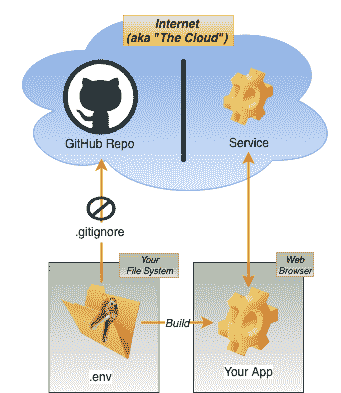 Internet
(aka "The Cloud")
GitHub Repo
Service
.gitignore
Your
File System
Web
Browser
Build
.env
Your App